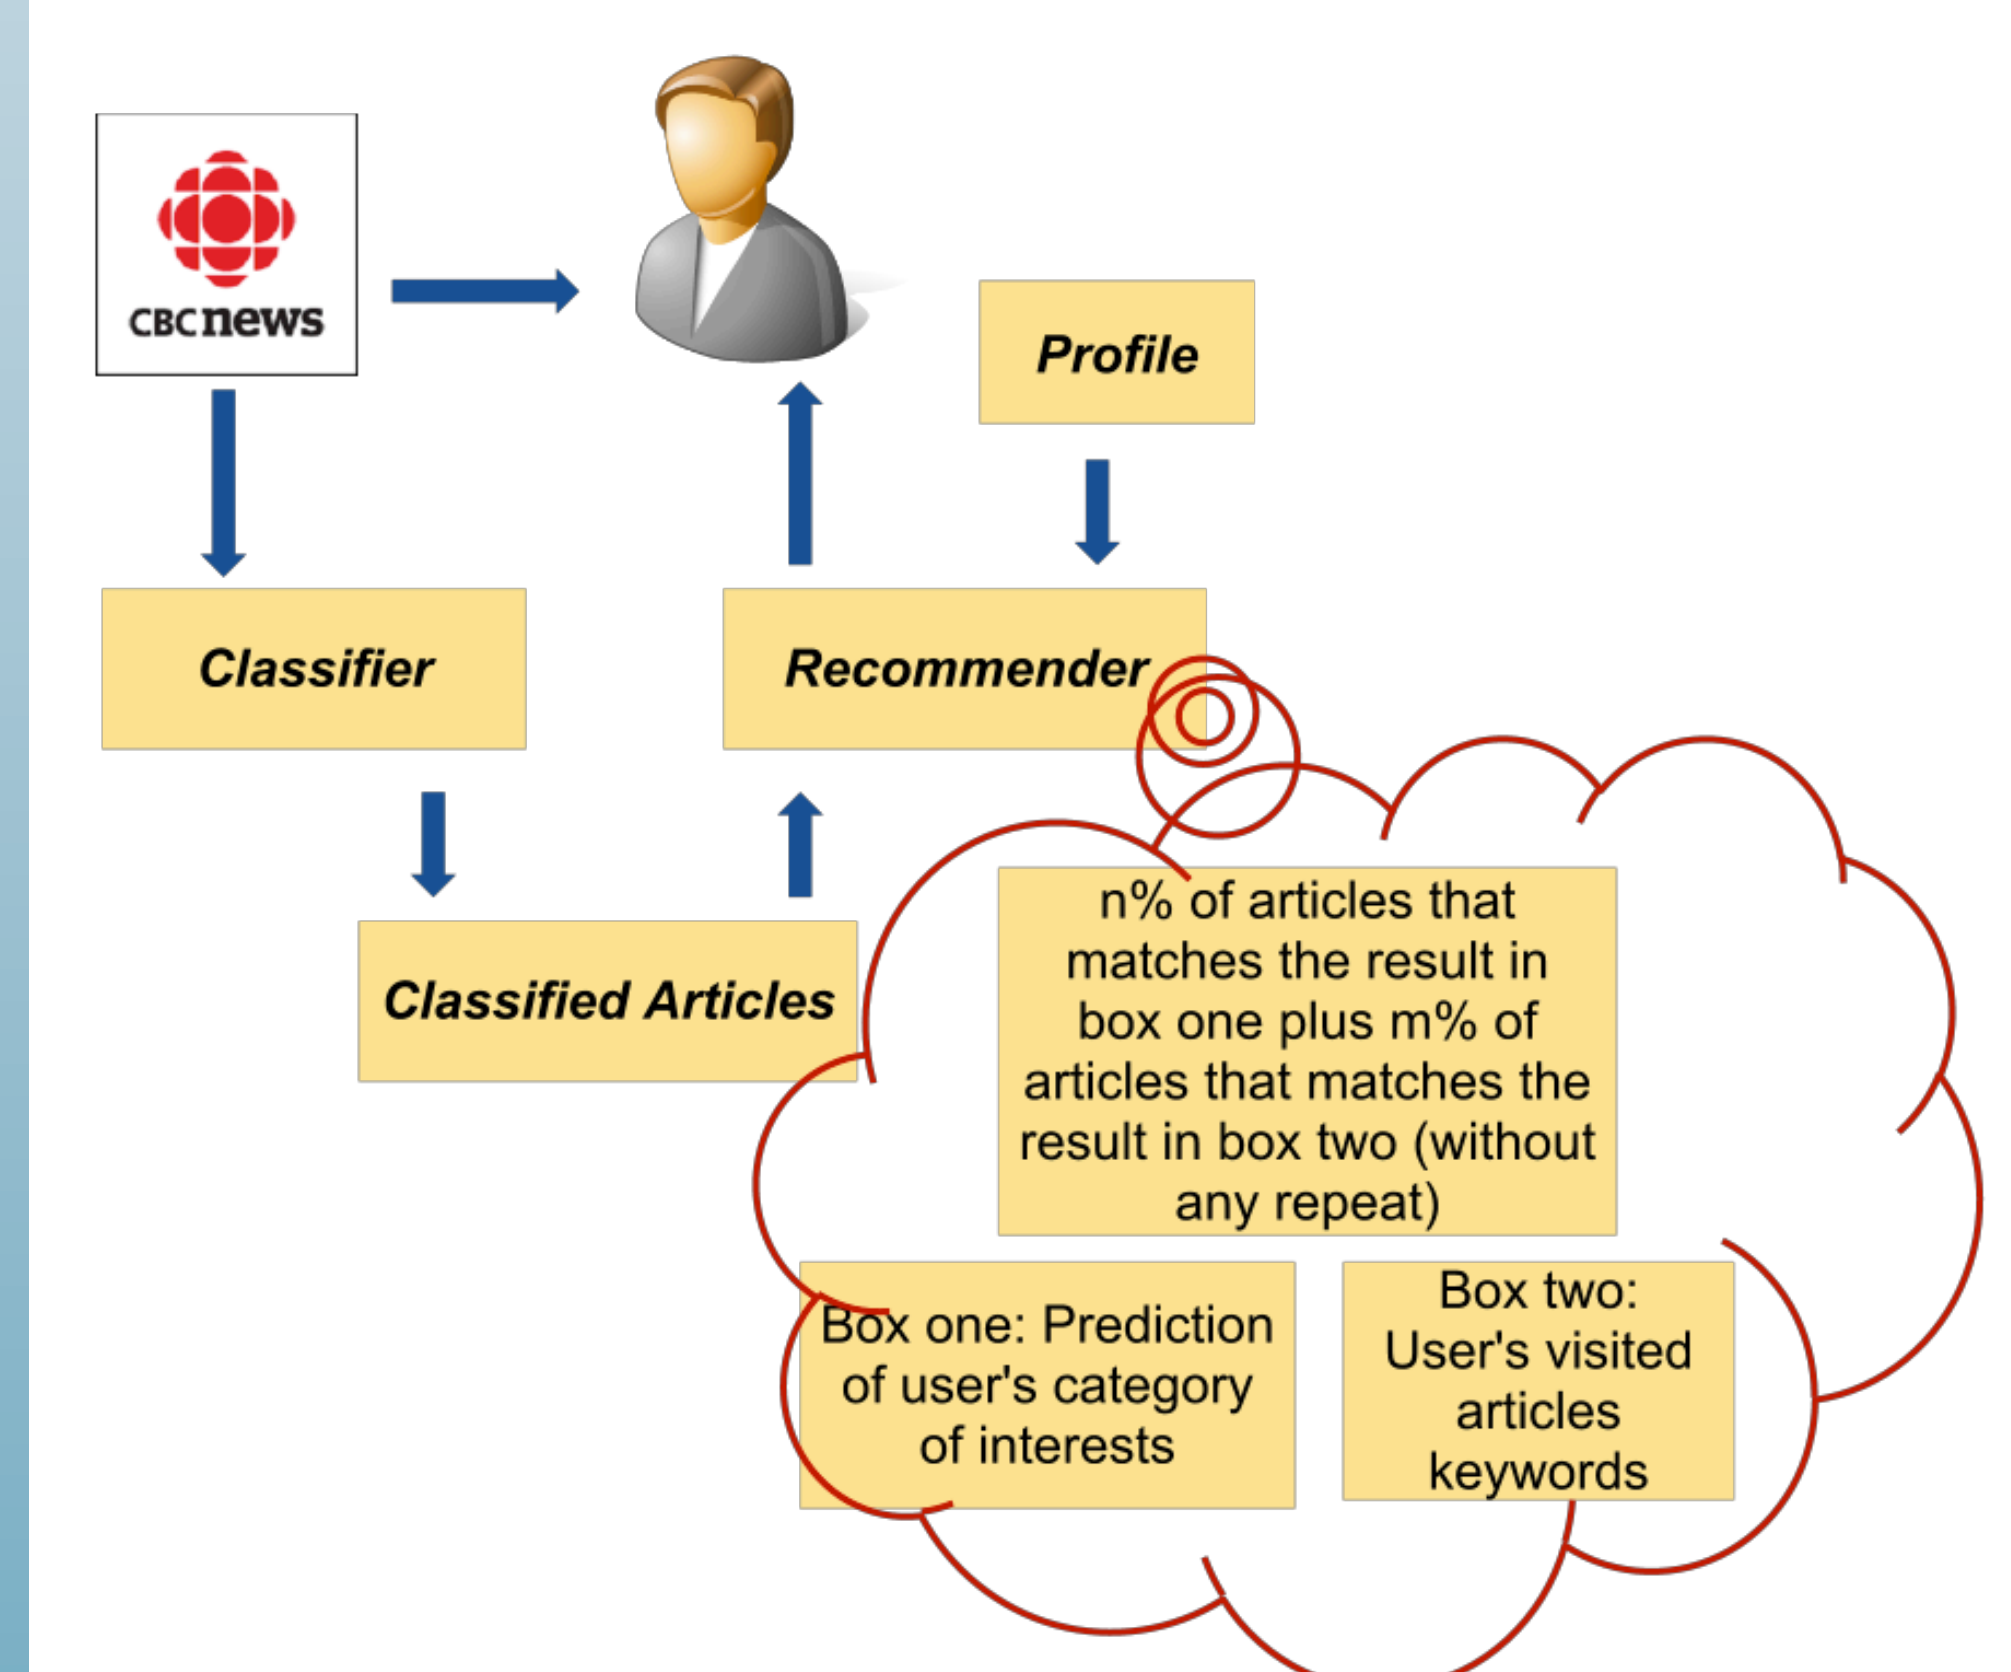 CBCnews
Profile
Classifier
Recommender
Classified Articles
n% of articles that
matches the result in
box one plus m% of
articles that matches the
result in box two (without
any repeat)
Box one: Prediction
of user's category
of interests
Box two:
User's visited
articles
keywords